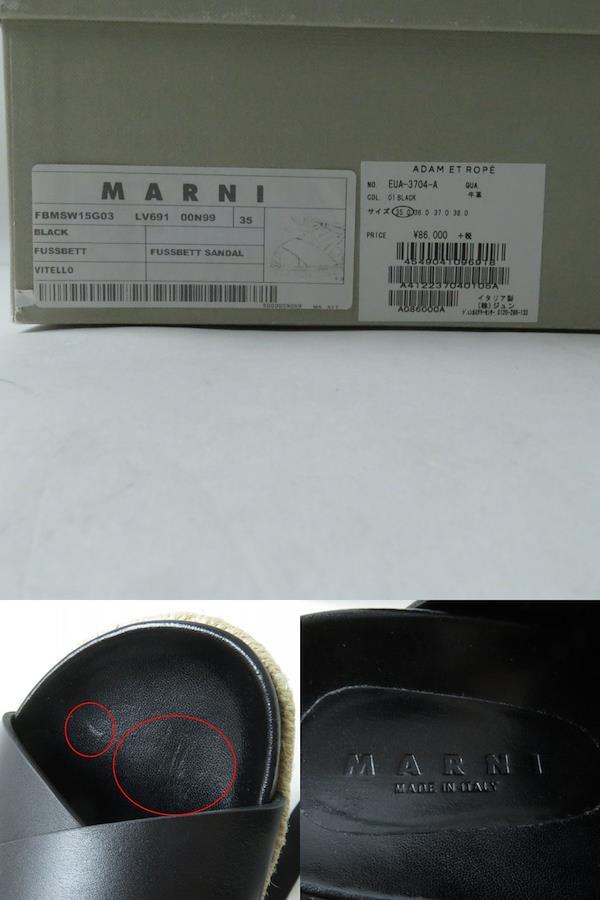 MARNI
FBMSW15G03 LV691 00N99 35
BLACK
FUSSBETT FUSSBETT SANDAL
VITELLO
ADAM ET ROPÉ
NO. EUA-3704-A QUA.
COL. 01 BLACK 牛革
サイズ 35 0 36 0 37 0 38 0
PRICE ¥86,000 +税
4549041096918
A412237040105A
A086000A
イタリア製
(株)ジュン
MARNI
MADE IN ITALY